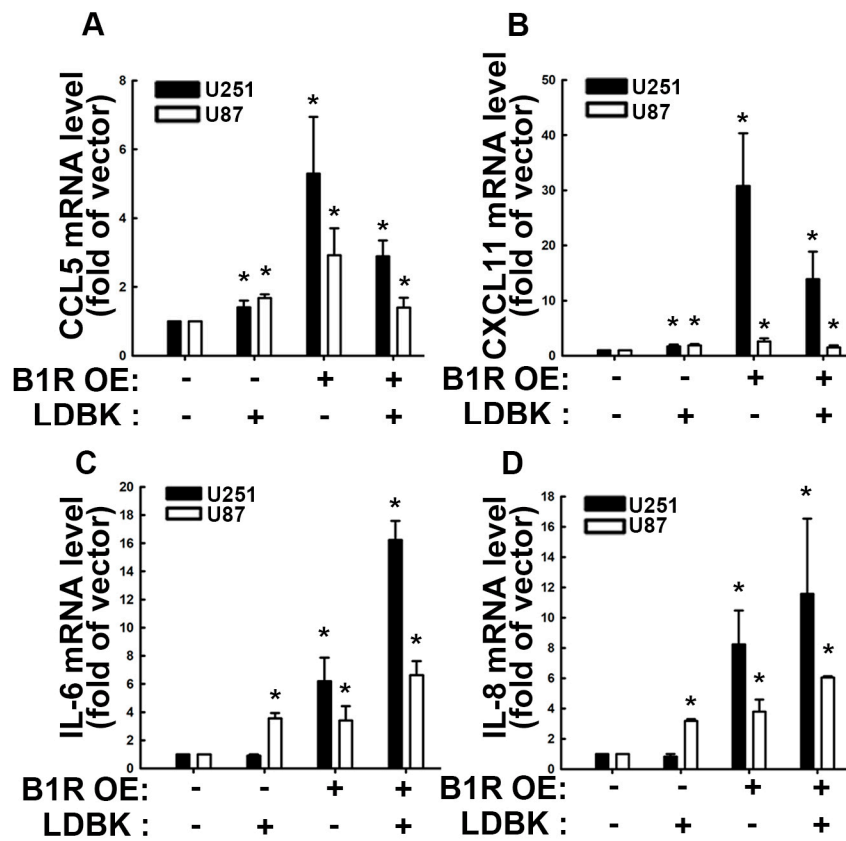 A
CCL5 mRNA level
(fold of vector)
8
6
4
2
0
U251
U87
*
*
*
*
*
*
B1R OE: - - + +
LDBK : - + - +
B
CXCL11 mRNA level
(fold of vector)
50
40
30
20
10
0
U251
U87
*
*
*
*
*
*
- - + +
- + - +
C
IL-6 mRNA level
(fold of vector)
20
18
16
14
12
10
8
6
4
2
0
U251
U87
*
*
*
*
*
B1R OE: - - + +
LDBK : - + - +
D
IL-8 mRNA level
(fold of vector)
18
16
14
12
10
8
6
4
2
0
U251
U87
*
*
*
*
*
B1R OE: - - + +
LDBK : - + - +